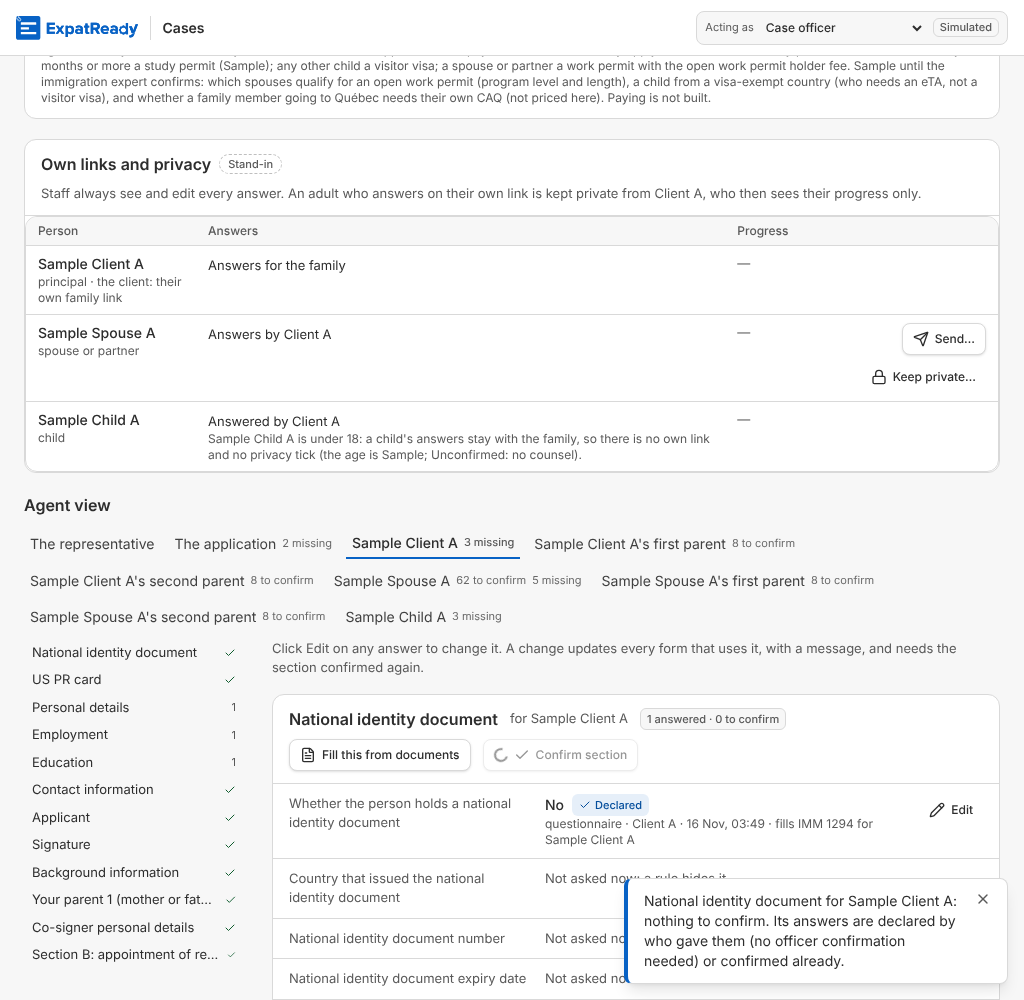 ExpatReady
Cases
Acting as
Case officer
Simulated
months or more a study permit (Sample); any other child a visitor visa; a spouse or partner a work permit with the open work permit holder fee. Sample until the
immigration expert confirms: which spouses qualify for an open work permit (program level and length), a child from a visa-exempt country (who needs an eTA, not a
visitor visa), and whether a family member going to Québec needs their own CAQ (not priced here). Paying is not built.
Own links and privacy
Stand-in
Staff always see and edit every answer. An adult who answers on their own link is kept private from Client A, who then sees their progress only.
Person
Answers
Progress
Sample Client A
principal · the client: their
own family link
Answers for the family
—
Sample Spouse A
spouse or partner
Answers by Client A
—
Send...
Keep private...
Sample Child A
child
Answered by Client A
Sample Child A is under 18: a child's answers stay with the family, so there is no own link
and no privacy tick (the age is Sample; Unconfirmed: no counsel).
—
Agent view
The representative
The application 2 missing
Sample Client A 3 missing
Sample Client A's first parent 8 to confirm
Sample Client A's second parent 8 to confirm
Sample Spouse A 62 to confirm 5 missing
Sample Spouse A's first parent 8 to confirm
Sample Spouse A's second parent 8 to confirm
Sample Child A 3 missing
National identity document
US PR card
Personal details 1
Employment 1
Education 1
Contact information
Applicant
Signature
Background information
Your parent 1 (mother or fat...
Co-signer personal details
Section B: appointment of re...
Click Edit on any answer to change it. A change updates every form that uses it, with a message, and needs the
section confirmed again.
National identity document
for Sample Client A
1 answered · 0 to confirm
Fill this from documents
Confirm section
Whether the person holds a national
identity document
No
Declared
questionnaire · Client A · 16 Nov, 03:49 · fills IMM 1294 for
Sample Client A
Edit
Country that issued the national
identity document
Not asked now: a rule hides it
National identity document number
Not asked no
National identity document expiry date
Not asked no
National identity document for Sample Client A:
nothing to confirm. Its answers are declared by
who gave them (no officer confirmation
needed) or confirmed already.